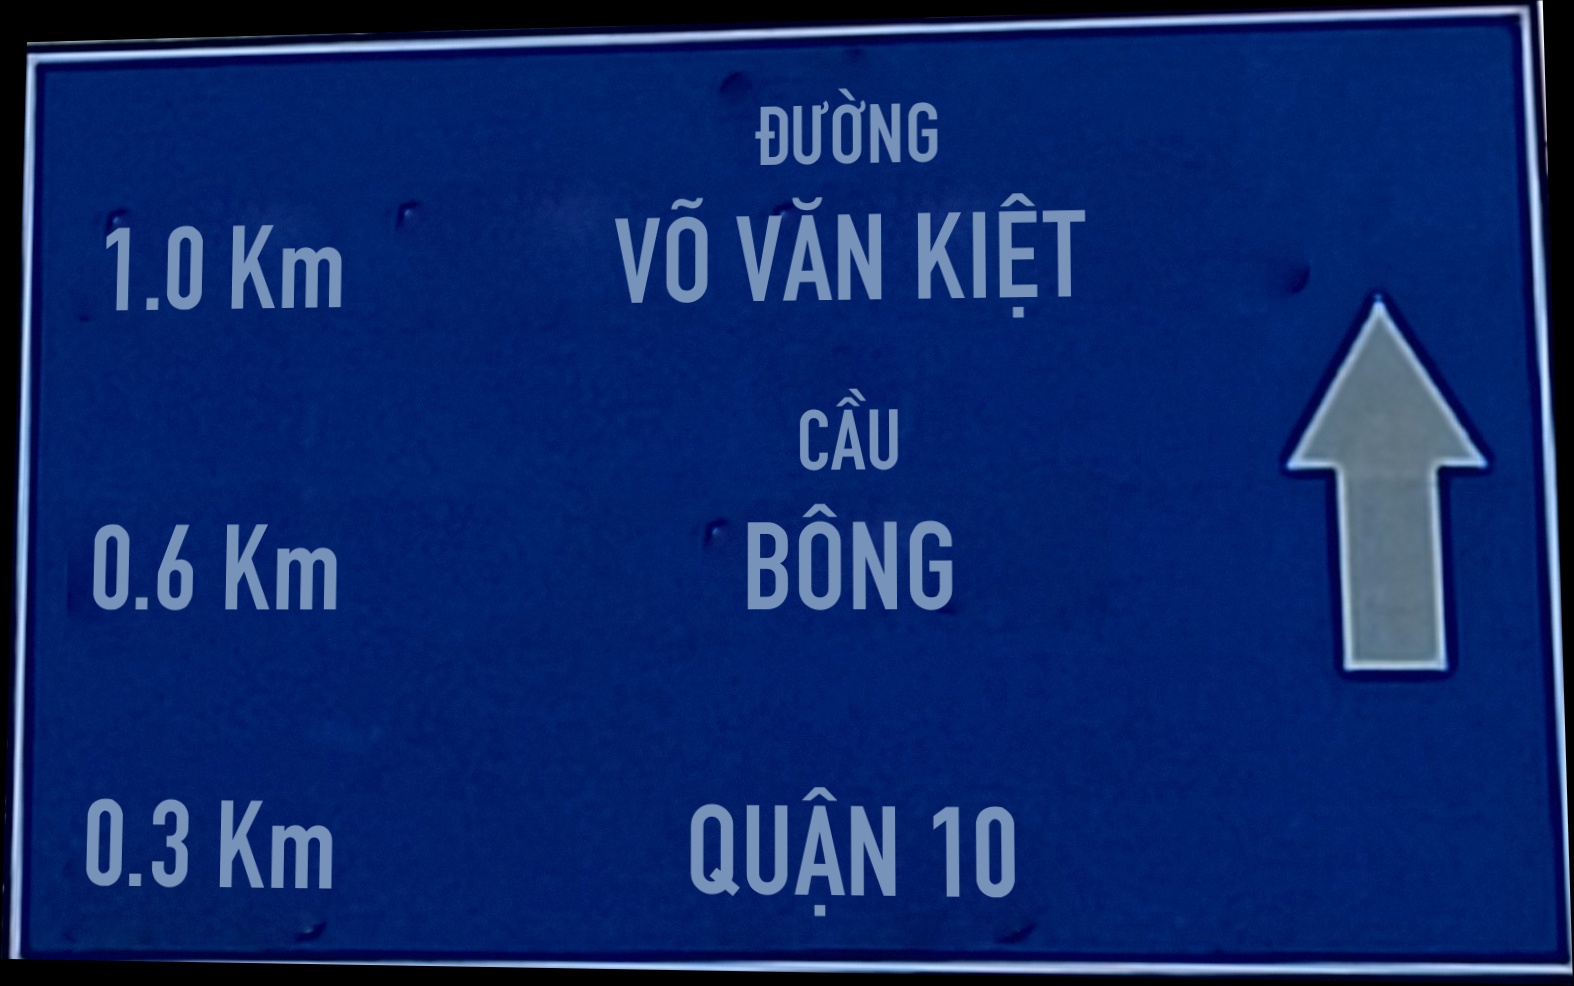 ĐƯỜNG
1.0 Km VÕ VĂN KIỆT
CẦU
0.6 Km BÔNG
0.3 Km QUẬN 10